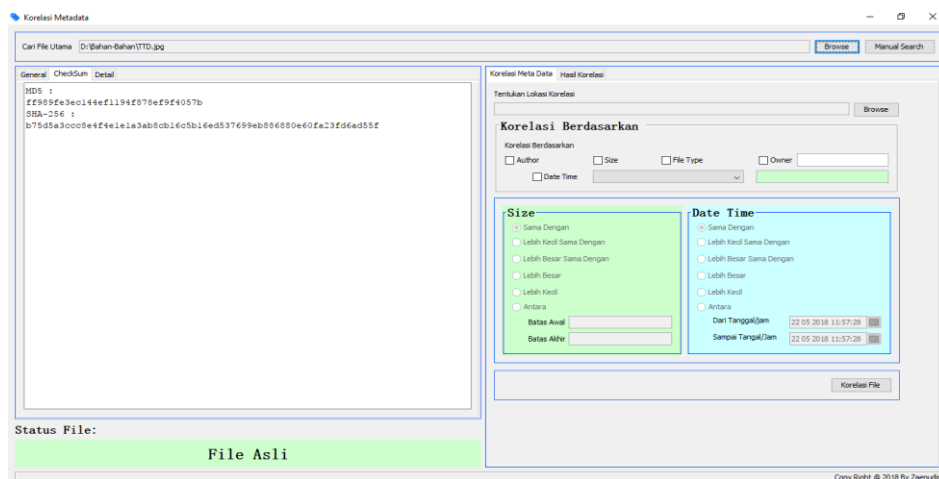 Korelasi Metadata
Cari File Utama D:\Bahan-Bahan\TTD.jpg Browse Manual Search
General CheckSum Detail
MD5 :
ff989fe3ec144ef1194f878ef9f4057b
SHA-256 :
b75d5a3ccc8e4f4e1e1a3ab8cb16c5b16ed537699eb886880e60fa23fd6ad55f
Status File:
File Asli
Korelasi Meta Data Hasil Korelasi
Tentukan Lokasi Korelasi
Browse
Korelasi Berdasarkan
Korelasi Berdasarkan
Author Size File Type Owner
Date Time
Size
Sama Dengan
Lebih Kecil Sama Dengan
Lebih Besar Sama Dengan
Lebih Besar
Lebih Kecil
Antara
Batas Awal
Batas Akhir
Date Time
Sama Dengan
Lebih Kecil Sama Dengan
Lebih Besar Sama Dengan
Lebih Besar
Lebih Kecil
Antara
Dari Tanggal/jam 22 05 2018 11:57:28
Sampai Tangal/Jam 22 05 2018 11:57:28
Korelasi File
Copy Right @ 2018 By Zaenudin